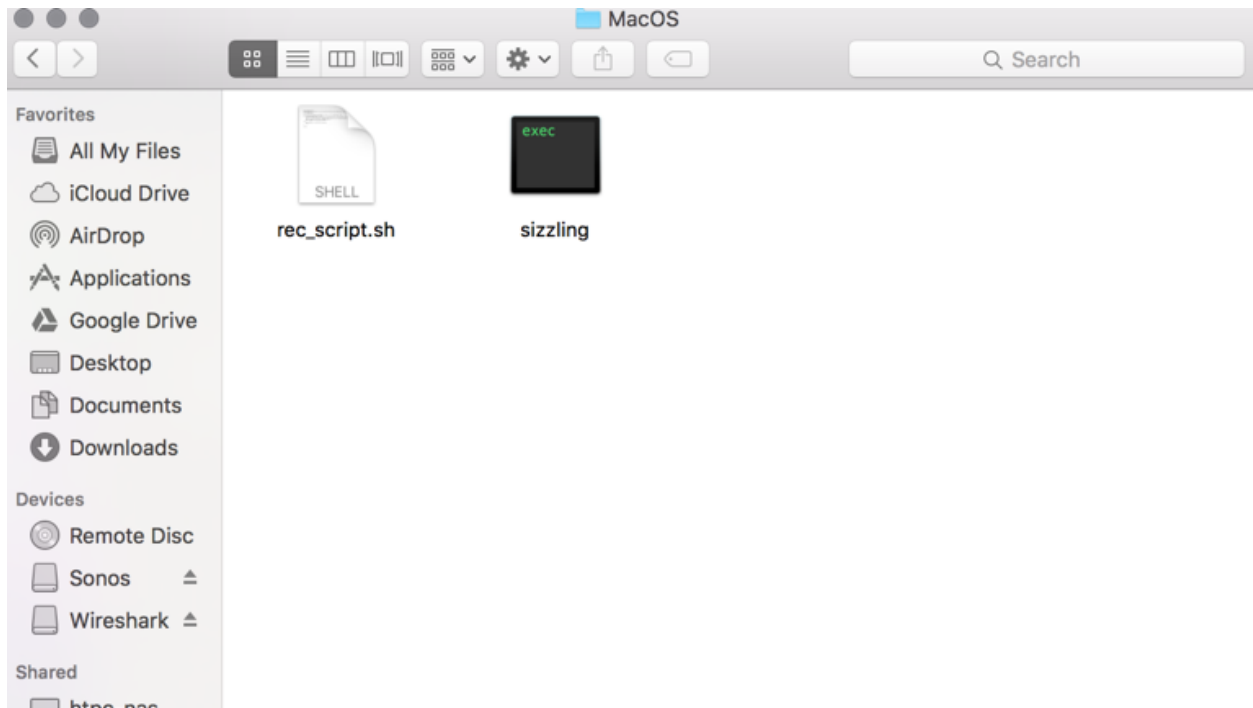 MacOS
Search
Favorites
All My Files
iCloud Drive
AirDrop
Applications
Google Drive
Desktop
Documents
Downloads
Devices
Remote Disc
Sonos
Wireshark
Shared
exec
SHELL
rec_script.sh
sizzling